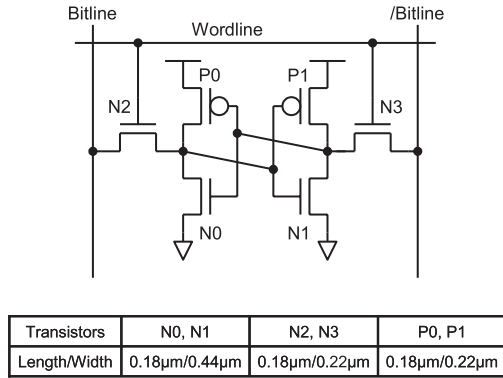 Bitline
/Bitline
Wordline
P0
P1
N2
N3
N0
N1
Transistors N0, N1 N2, N3 P0, P1
Length/Width 0.18μm/0.44μm 0.18μm/0.22μm 0.18μm/0.22μm